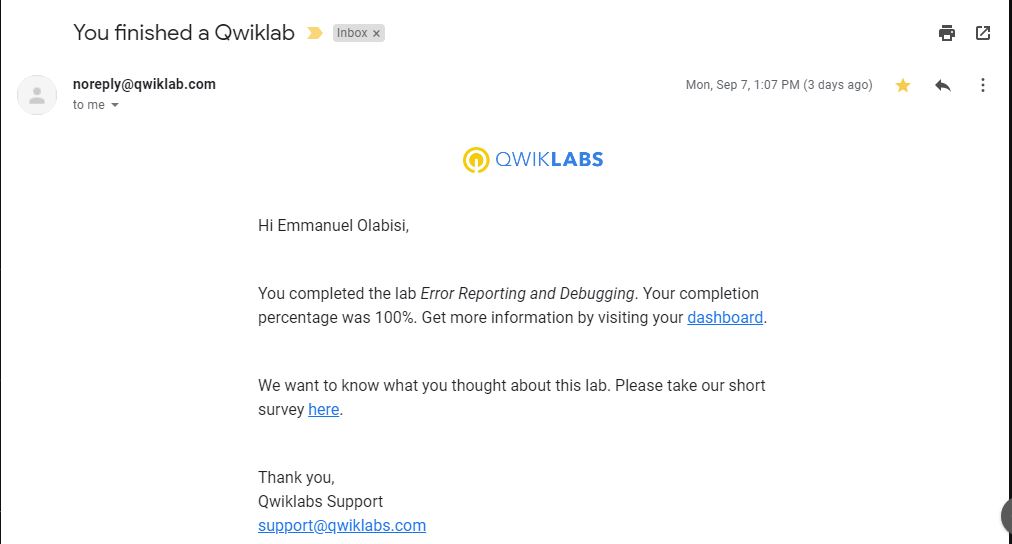 You finished a Qwiklab Inbox ×
noreply@qwiklab.com Mon, Sep 7, 1:07 PM (3 days ago)
to me
QWIKLABS
Hi Emmanuel Olabisi,
You completed the lab Error Reporting and Debugging. Your completion
percentage was 100%. Get more information by visiting your dashboard.
We want to know what you thought about this lab. Please take our short
survey here.
Thank you,
Qwiklabs Support
support@qwiklabs.com